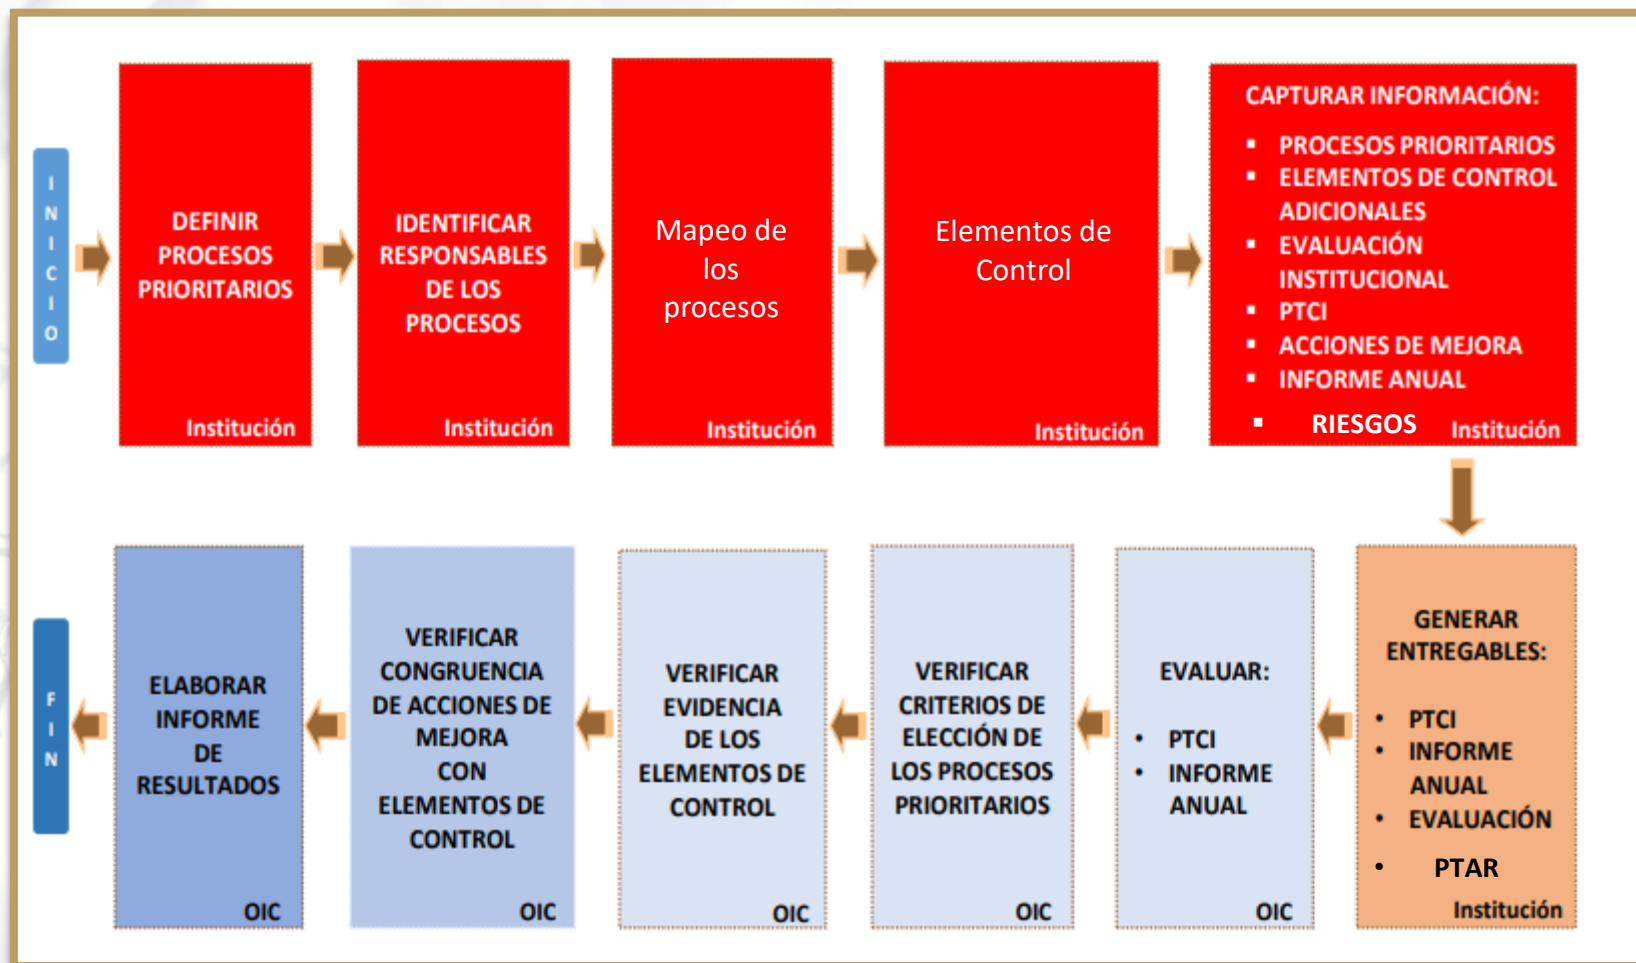 INICIO
DEFINIR
PROCESOS
PRIORITARIOS
Institución
IDENTIFICAR
RESPONSABLES
DE LOS
PROCESOS
Institución
Mapeo de
los
procesos
Institución
Elementos de
Control
Institución
CAPTURAR INFORMACIÓN:
▪ PROCESOS PRIORITARIOS
▪ ELEMENTOS DE CONTROL
ADICIONALES
▪ EVALUACIÓN
INSTITUCIONAL
▪ PTCI
▪ ACCIONES DE MEJORA
▪ INFORME ANUAL
▪ RIESGOS
Institución
GENERAR
ENTREGABLES:
• PTCI
• INFORME
ANUAL
• EVALUACIÓN
• PTAR
Institución
EVALUAR:
• PTCI
• INFORME
ANUAL
OIC
VERIFICAR
CRITERIOS DE
ELECCIÓN DE
LOS PROCESOS
PRIORITARIOS
OIC
VERIFICAR
EVIDENCIA
DE LOS
ELEMENTOS DE
CONTROL
OIC
VERIFICAR
CONGRUENCIA
DE ACCIONES DE
MEJORA
CON
ELEMENTOS DE
CONTROL
OIC
ELABORAR
INFORME
DE
RESULTADOS
OIC
FIN